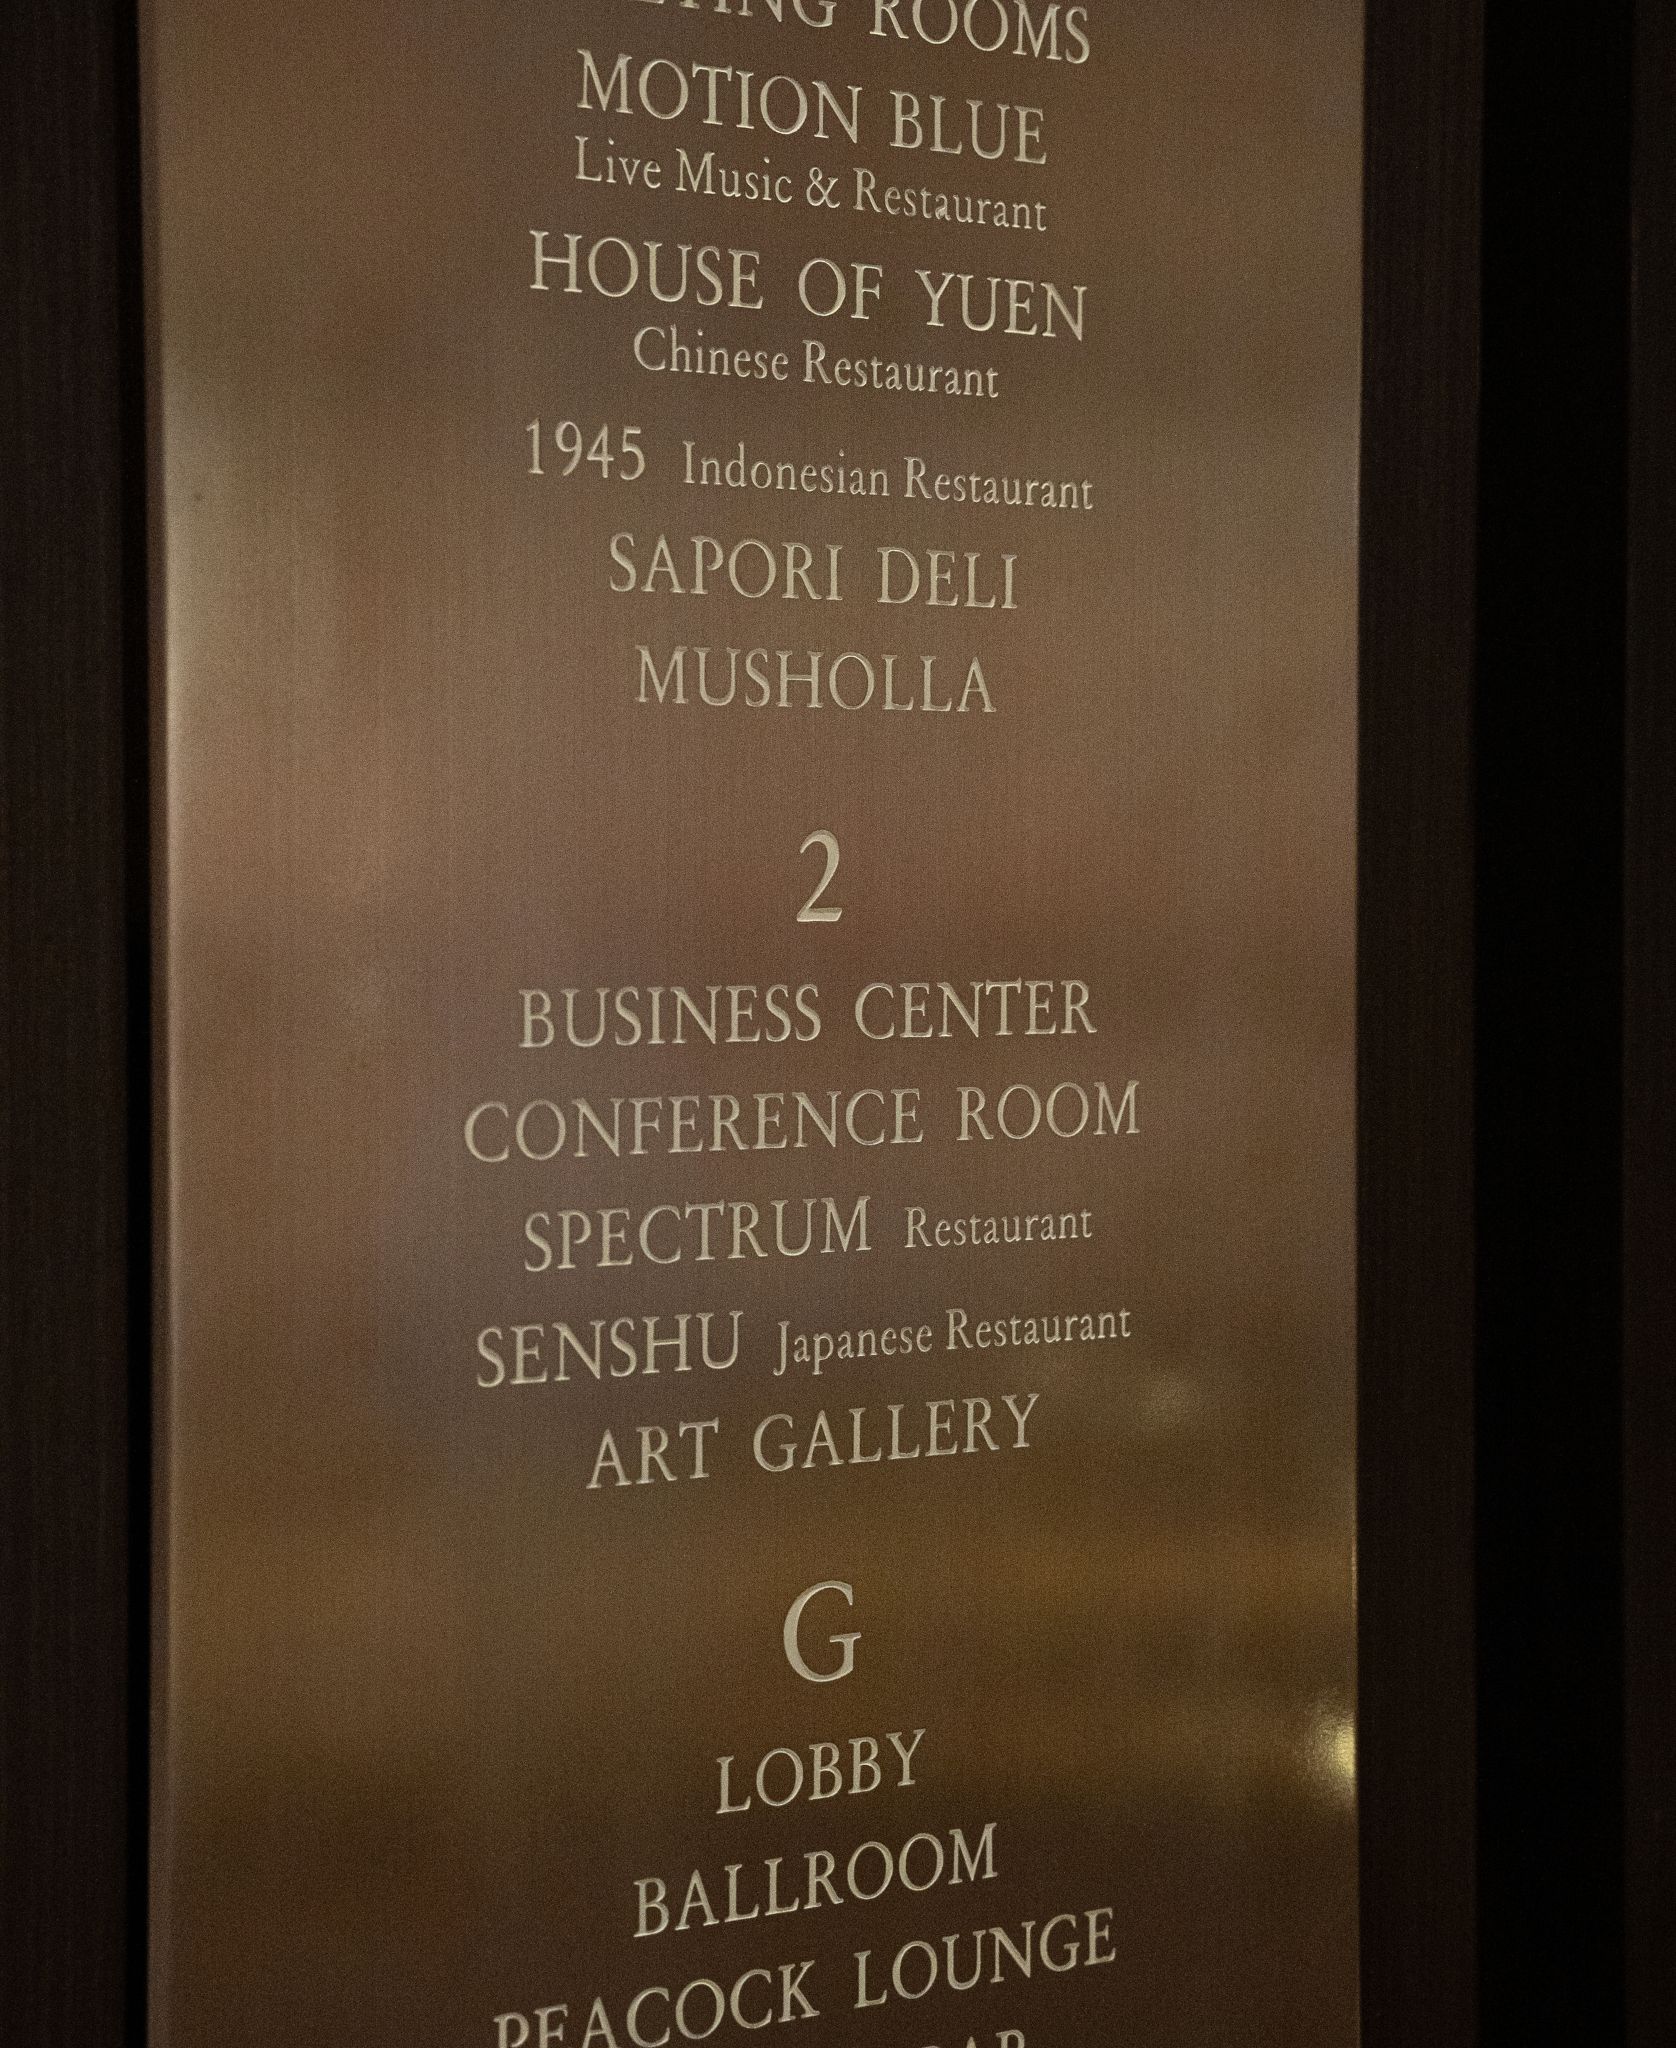 ROOMS
MOTION BLUE
Live Music & Restaurant
HOUSE OF YUEN
Chinese Restaurant
1945 Indonesian Restaurant
SAPORI DELI
MUSHOLLA
2
BUSINESS CENTER
CONFERENCE ROOM
SPECTRUM Restaurant
SENSHU Japanese Restaurant
ART GALLERY
G
LOBBY
BALLROOM
PEACOCK LOUNGE